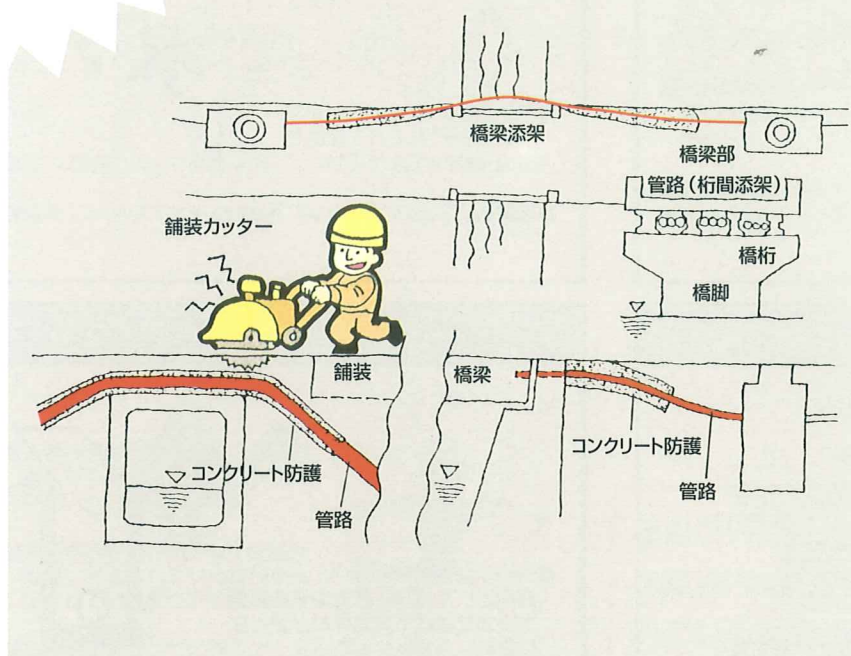 橋梁添架
橋梁部
管路(桁間添架)
舗装カッター
橋桁
橋脚
舗装
橋梁
コンクリート防護
コンクリート防護
管路
管路